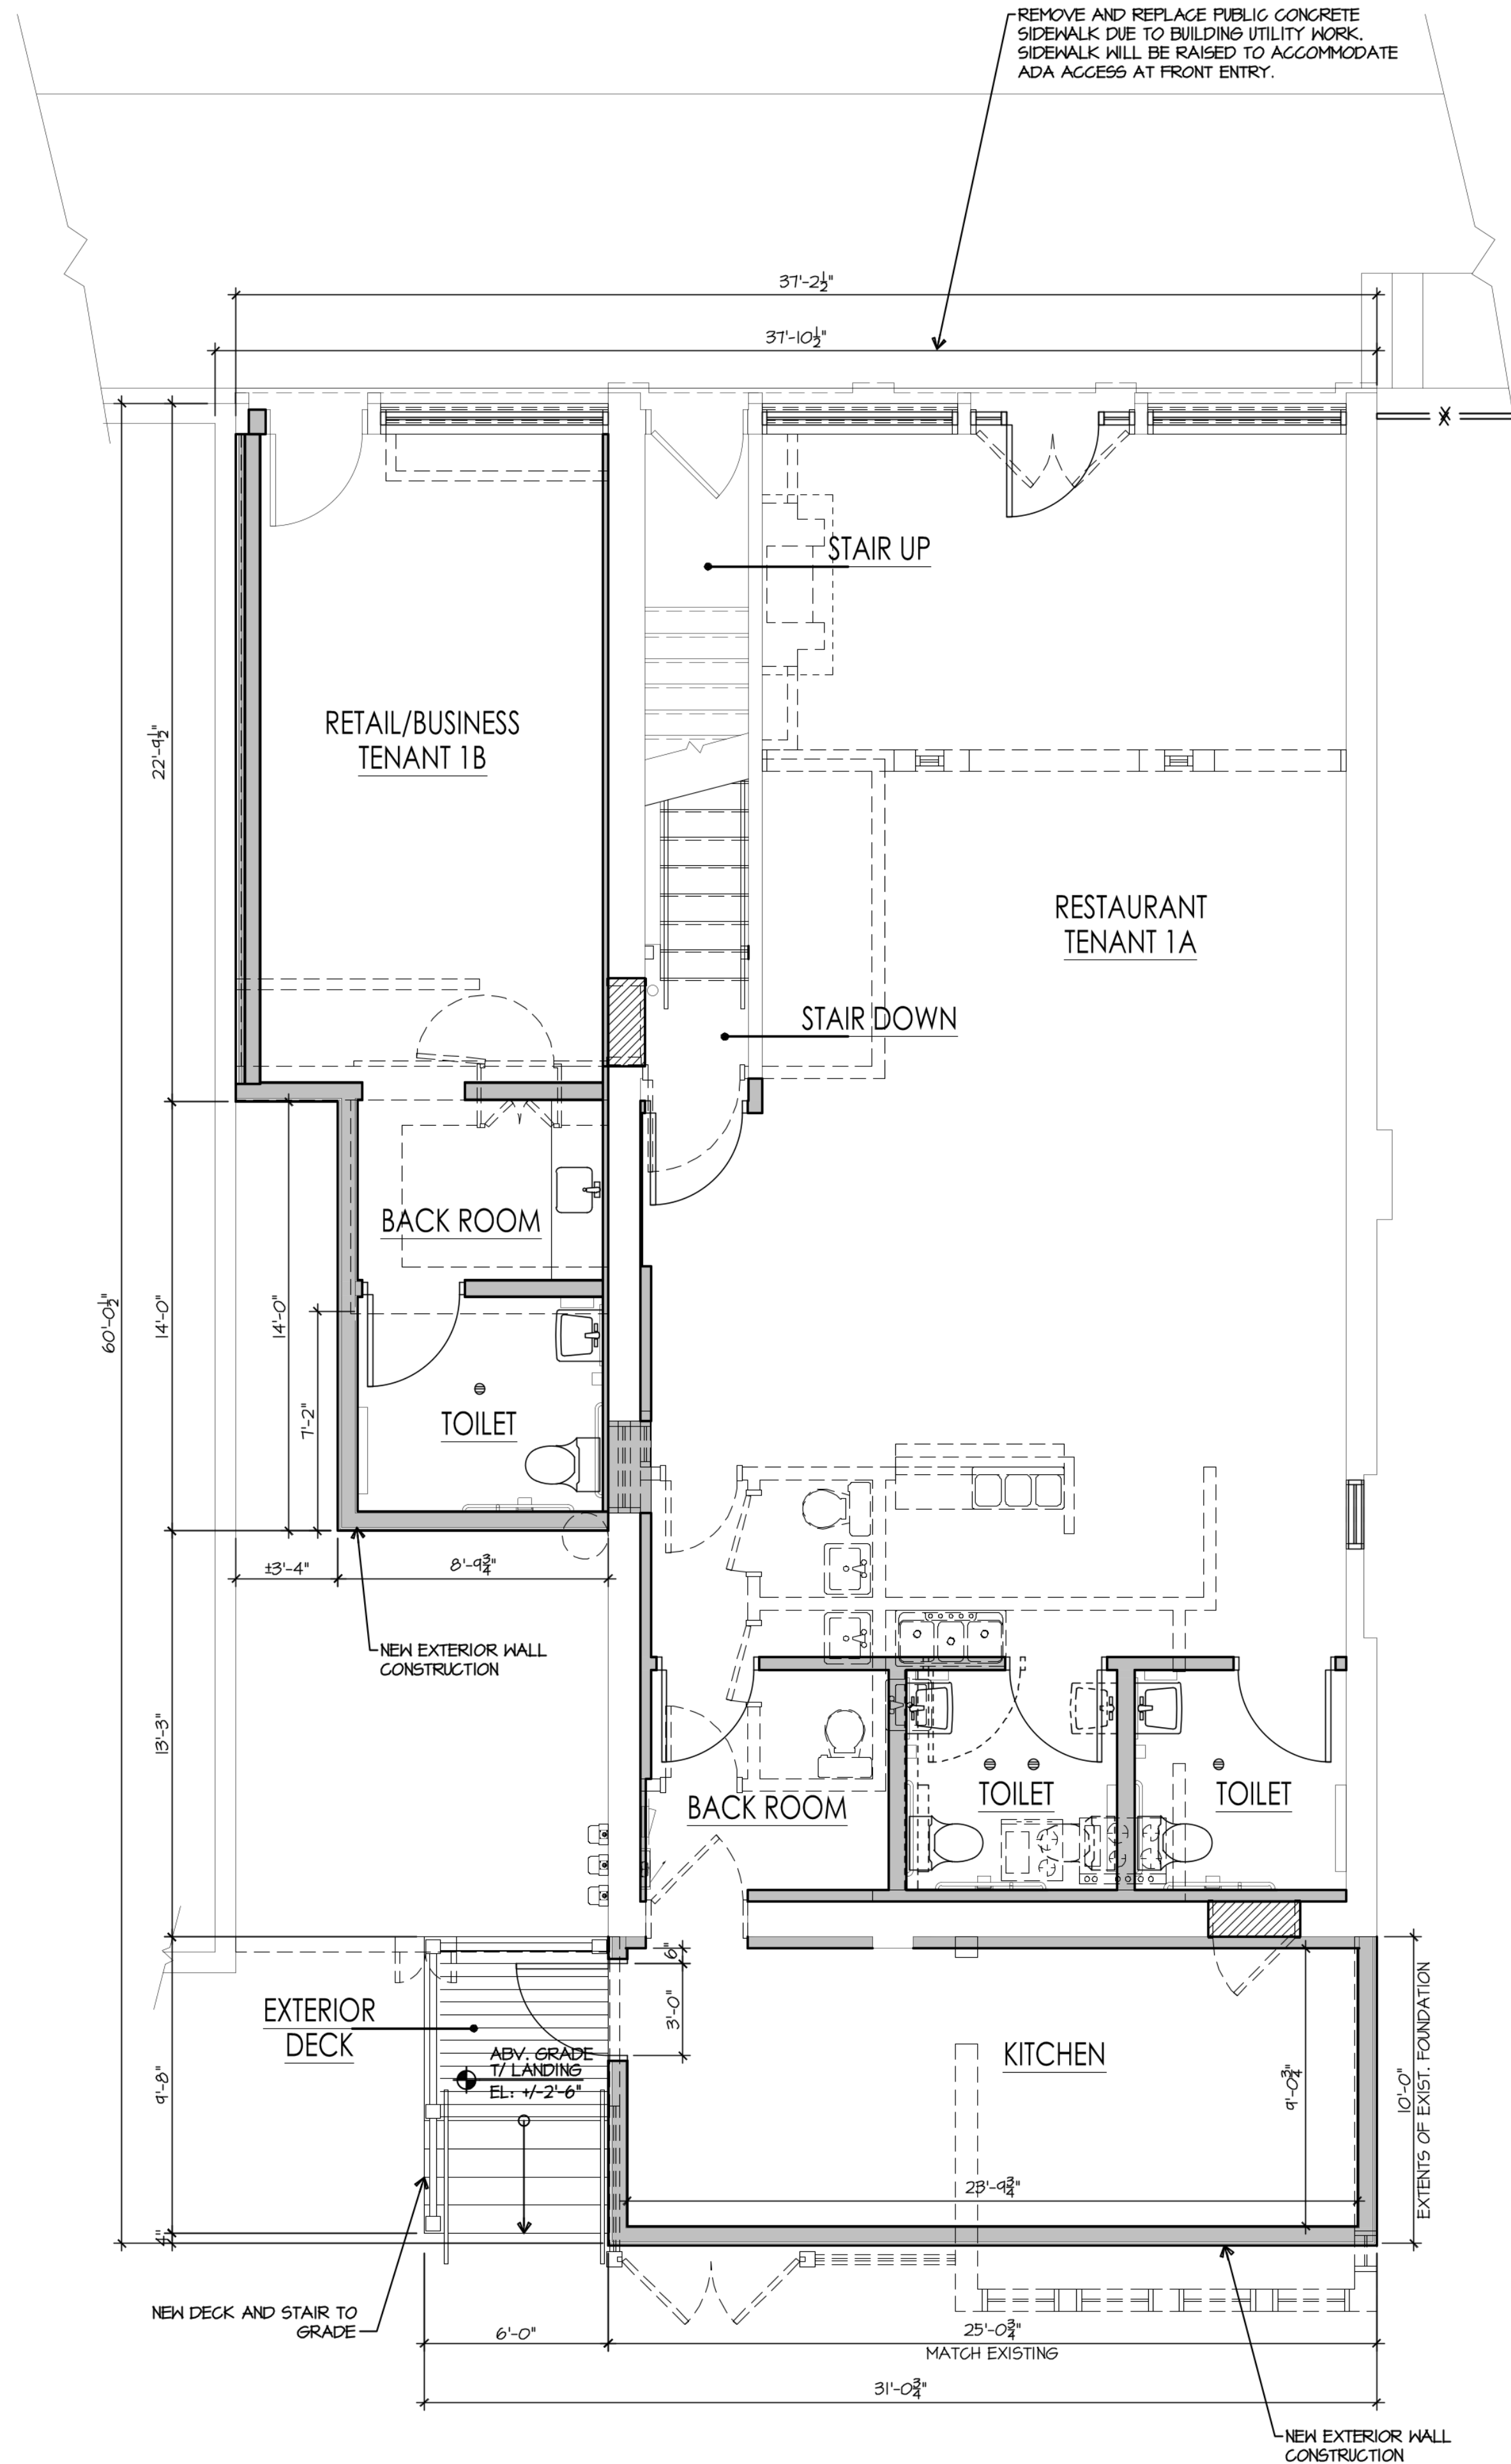 REMOVE AND REPLACE PUBLIC CONCRETE
SIDEWALK DUE TO BUILDING UTILITY WORK.
SIDEWALK WILL BE RAISED TO ACCOMMODATE
ADA ACCESS AT FRONT ENTRY.
37'-2½"
37'-10½"
STAIR UP
RETAIL/BUSINESS
TENANT 1B
22'-9½"
RESTAURANT
TENANT 1A
STAIR DOWN
BACK ROOM
60'-0½"
14'-0"
14'-0"
7'-2"
TOILET
±3'-4"
8'-9¾"
NEW EXTERIOR WALL
CONSTRUCTION
13'-3"
BACK ROOM
TOILET
TOILET
6"
3'-0"
EXTERIOR
DECK
ABV. GRADE
T/ LANDING
EL: +/-2'-6"
KITCHEN
9'-8"
9'-0¾"
10'-0"
EXTENTS OF EXIST. FOUNDATION
23'-9¾"
4"
NEW DECK AND STAIR TO
GRADE
6'-0"
25'-0¾"
MATCH EXISTING
31'-0¾"
NEW EXTERIOR WALL
CONSTRUCTION